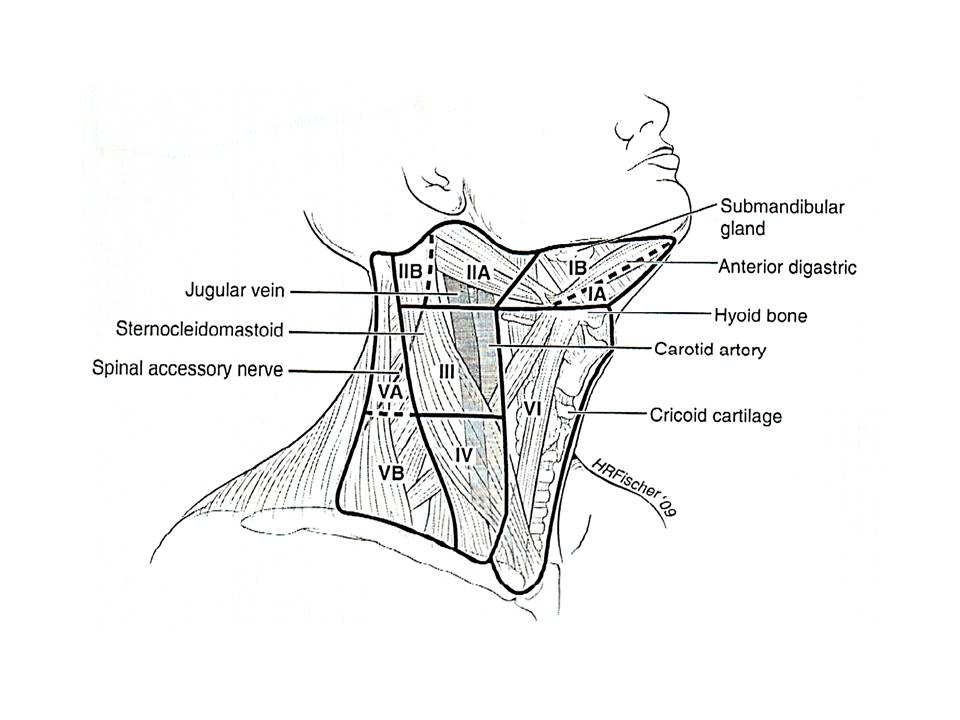 Submandibular
gland
IB
IIB
IIA
Anterior digastric
Jugular vein
IA
Hyoid bone
Sternocleidomastoid
Carotid artory
Spinal accessory nerve
III
VA
VI
Cricoid cartilage
IV
VB
HRFischer '09